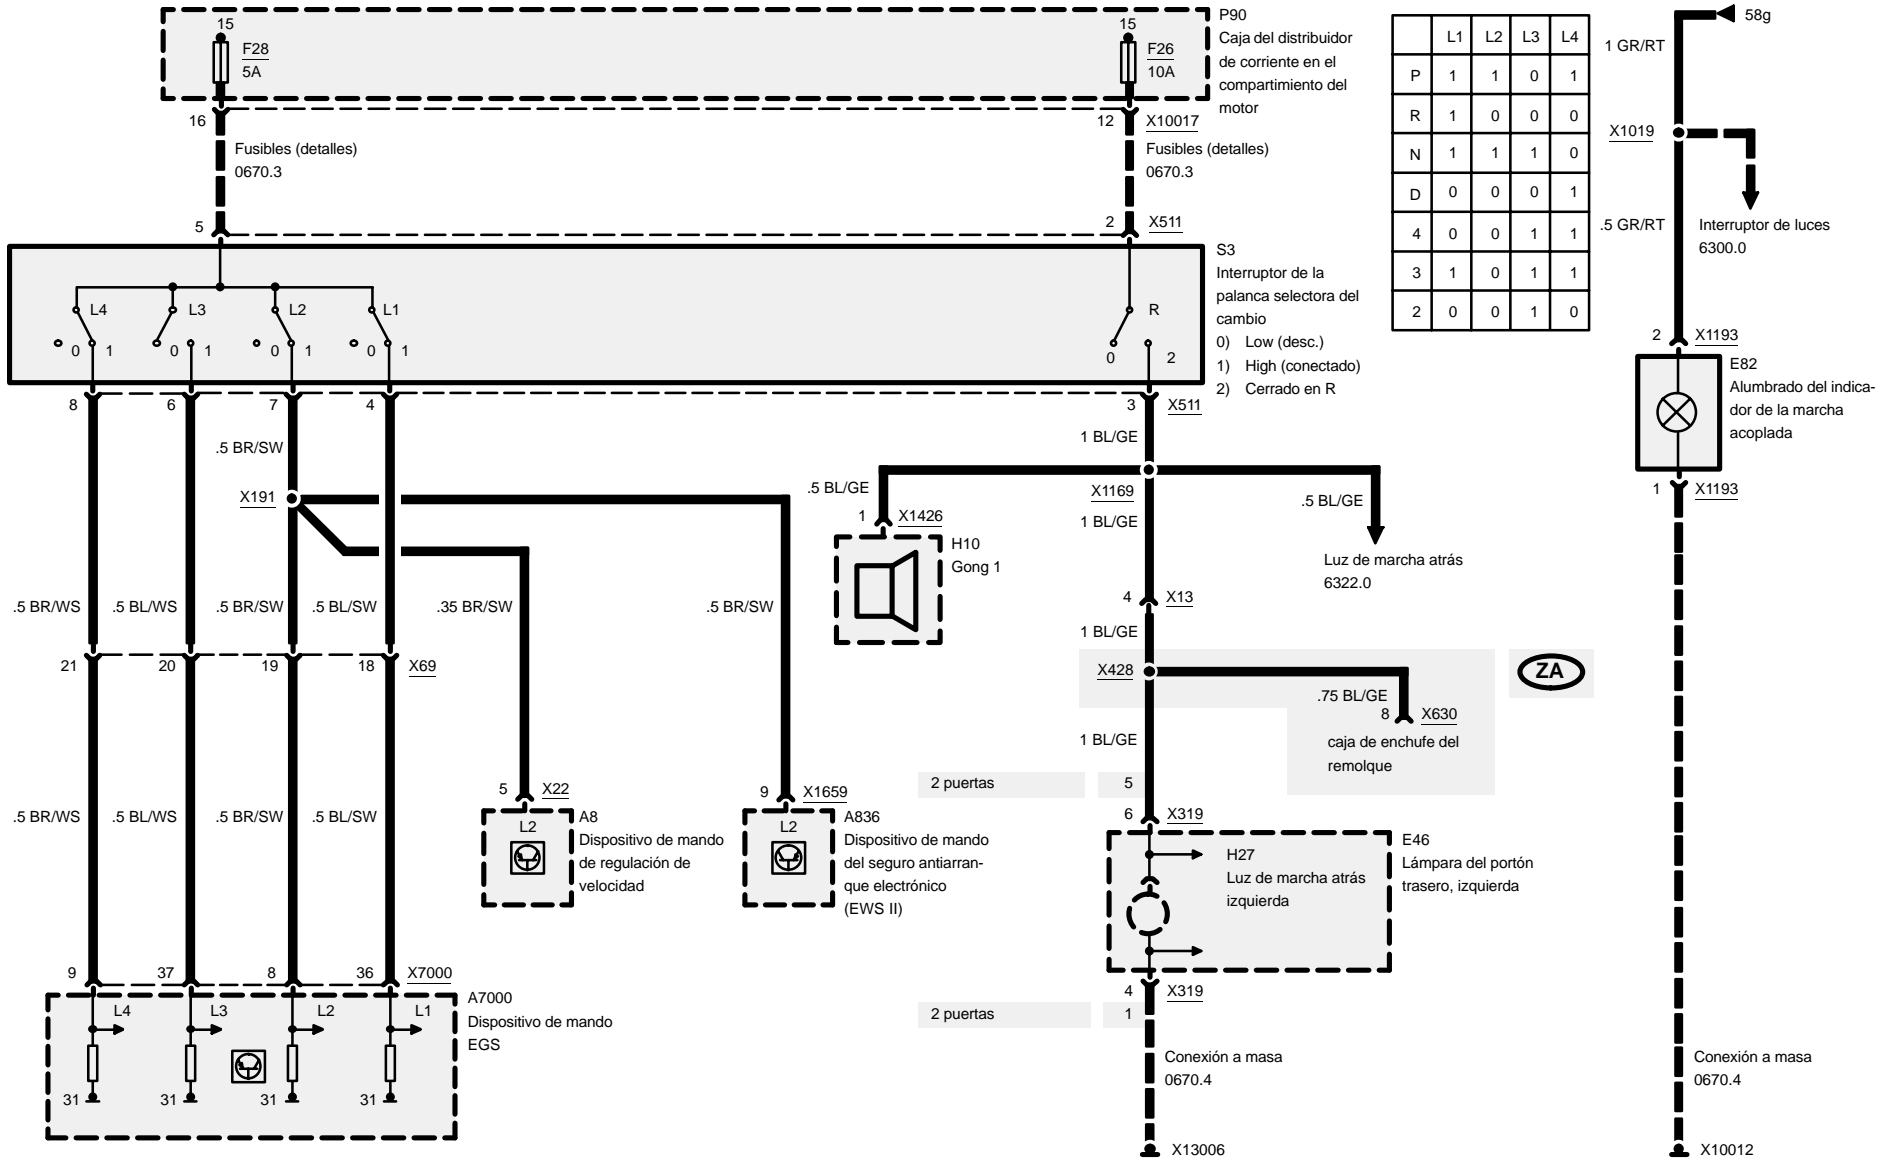 15
F28
5A
15
F26
10A
P90
Caja del distribuidor
de corriente en el
compartimiento del
motor
16
12
X10017
Fusibles (detalles)
0670.3
Fusibles (detalles)
0670.3
5
2
X511
L1 L2 L3 L4
P 1 1 0 1
R 1 0 0 0
N 1 1 1 0
D 0 0 0 1
4 0 0 1 1
3 1 0 1 1
2 0 0 1 0
58g
1 GR/RT
X1019
.5 GR/RT
Interruptor de luces
6300.0
S3
Interruptor de la
palanca selectora del
cambio
0) Low (desc.)
1) High (conectado)
2) Cerrado en R
L4
0 1
L3
0 1
L2
0 1
L1
0 1
R
0 2
8
6
7
4
3
X511
2
X1193
E82
Alumbrado del indica-
dor de la marcha
acoplada
1
X1193
.5 BR/SW
X191
1 BL/GE
.5 BL/GE
X1169
.5 BL/GE
1
X1426
1 BL/GE
H10
Gong 1
Luz de marcha atrás
6322.0
.5 BR/WS
.5 BL/WS
.5 BR/SW
.5 BL/SW
.35 BR/SW
.5 BR/SW
4
X13
1 BL/GE
21
20
19
18
X69
X428
ZA
.75 BL/GE
8
X630
caja de enchufe del
remolque
1 BL/GE
2 puertas
5
5
X22
9
X1659
6
X319
.5 BR/WS
.5 BL/WS
.5 BR/SW
.5 BL/SW
L2
A8
Dispositivo de mando
de regulación de
velocidad
L2
A836
Dispositivo de mando
del seguro antiarran-
que electrónico
(EWS II)
H27
Luz de marcha atrás
izquierda
E46
Lámpara del portón
trasero, izquierda
9
37
8
36
X7000
4
X319
2 puertas
1
L4
L3
L2
L1
A7000
Dispositivo de mando
EGS
31
31
31
31
Conexión a masa
0670.4
Conexión a masa
0670.4
X13006
X10012